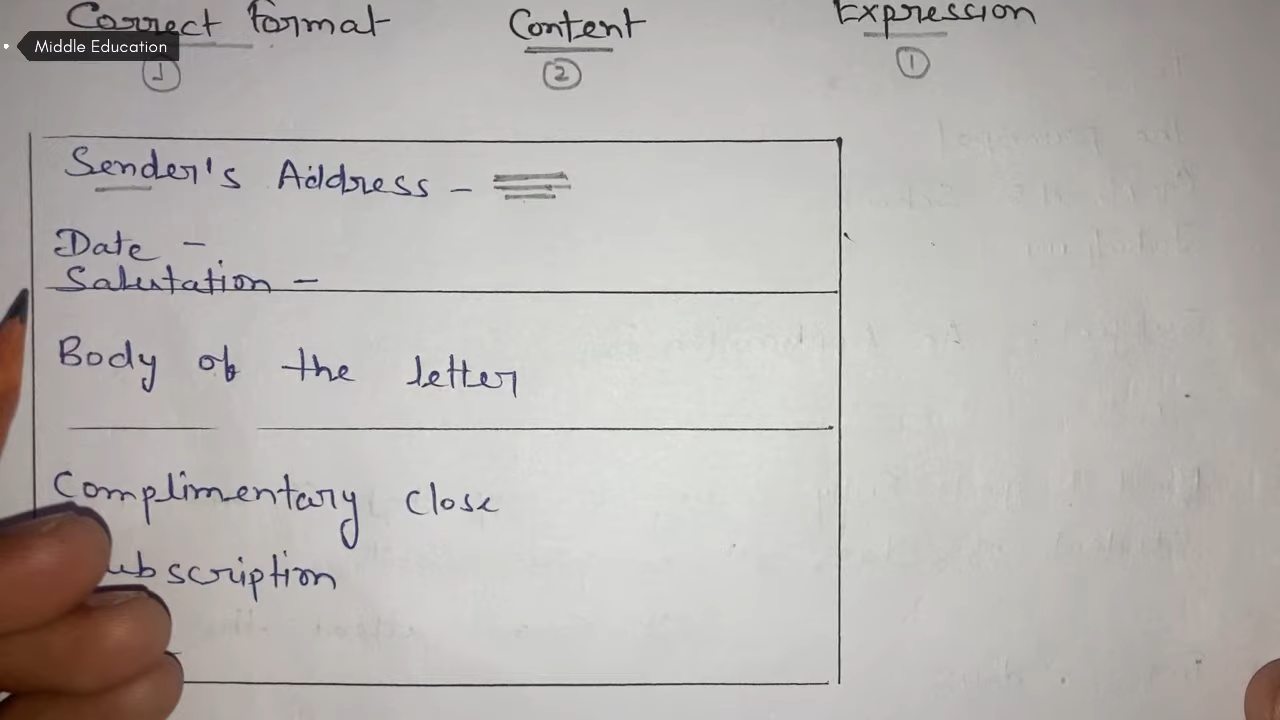 Correct Format Content Expression
Middle Education
1 2 1
Sender's Address -
Date -
Salutation -
Body of the letter
Complimentary close
ubscription